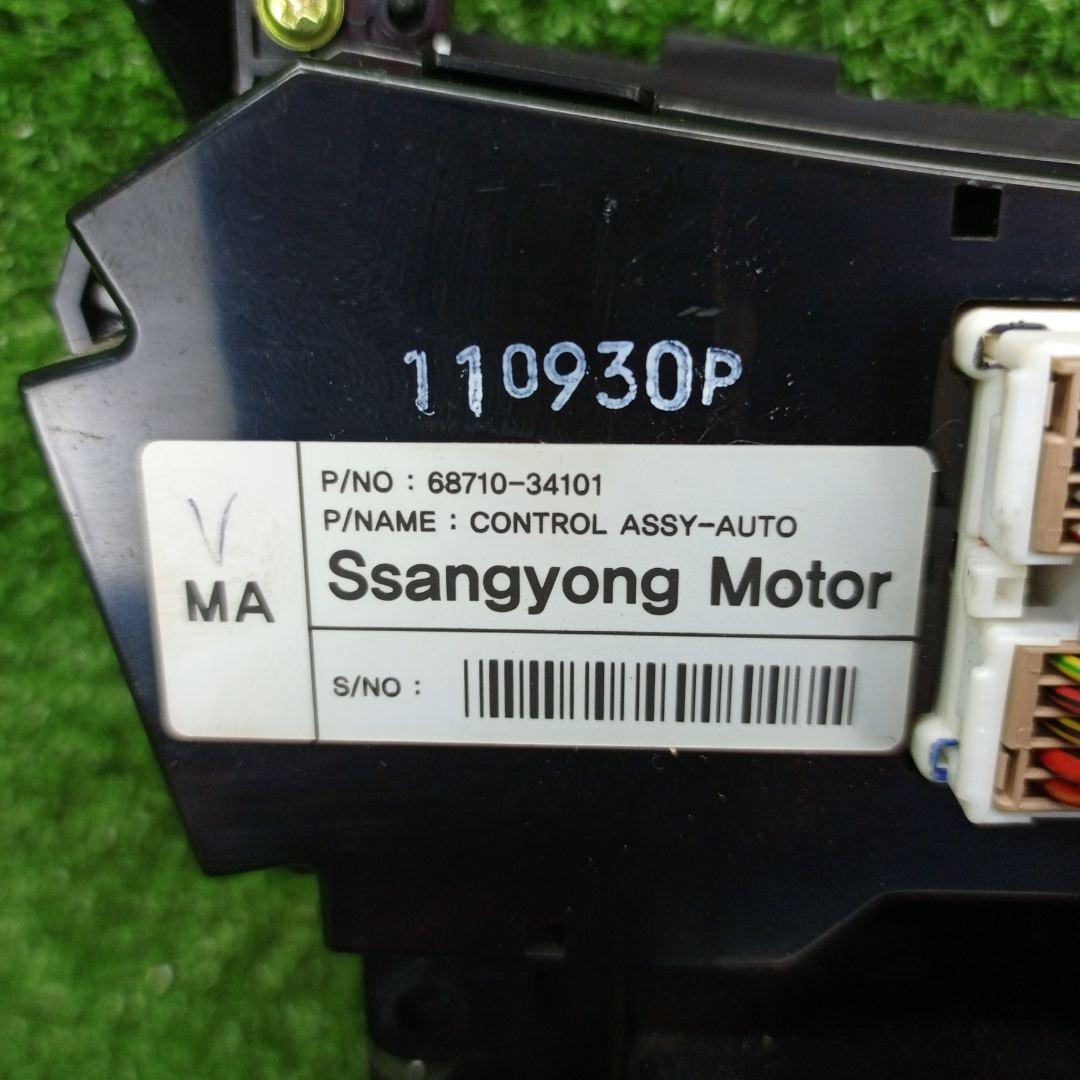 110930P
P/NO : 68710-34101
P/NAME : CONTROL ASSY-AUTO
V
MA
Ssangyong Motor
S/NO :